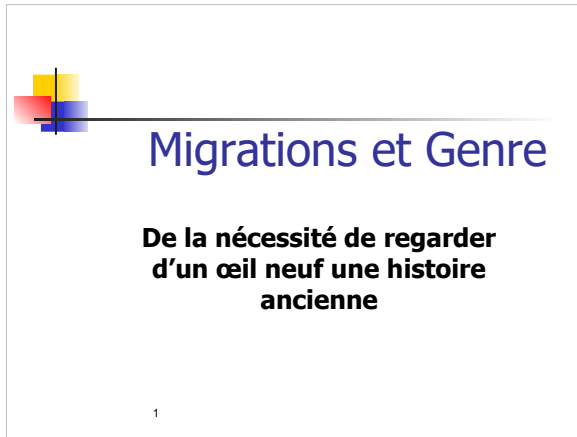 Migrations et Genre
De la nécessité de regarder
d’un œil neuf une histoire
ancienne
1